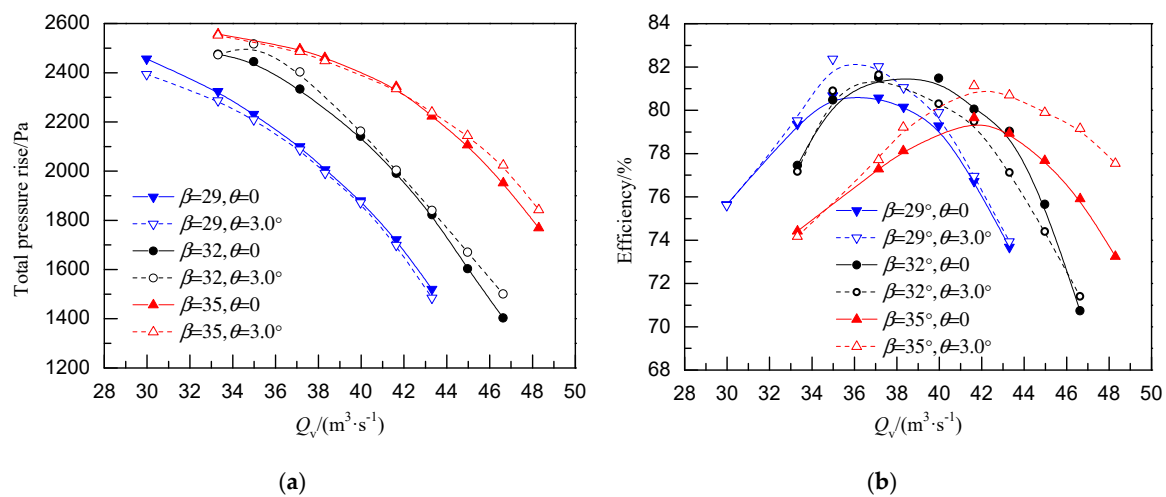 2600
2400
2200
2000
1800
1600
1400
1200
Total pressure rise/Pa
β=29,θ=0
β=29,θ=3.0°
β=32,θ=0
β=32,θ=3.0°
β=35,θ=0
β=35,θ=3.0°
30 32 34 36 38 40 42 44 46 48 50
28
Qv/(m³·s⁻¹)
(a)
84
82
80
78
76
74
72
70
68
Efficiency/%
β=29°,θ=0
β=29°,θ=3.0°
β=32°,θ=0
β=32°,θ=3.0°
β=35°,θ=0
β=35°,θ=3.0°
28 30 32 34 36 38 40 42 44 46 48 50
Qv/(m³·s⁻¹)
(b)